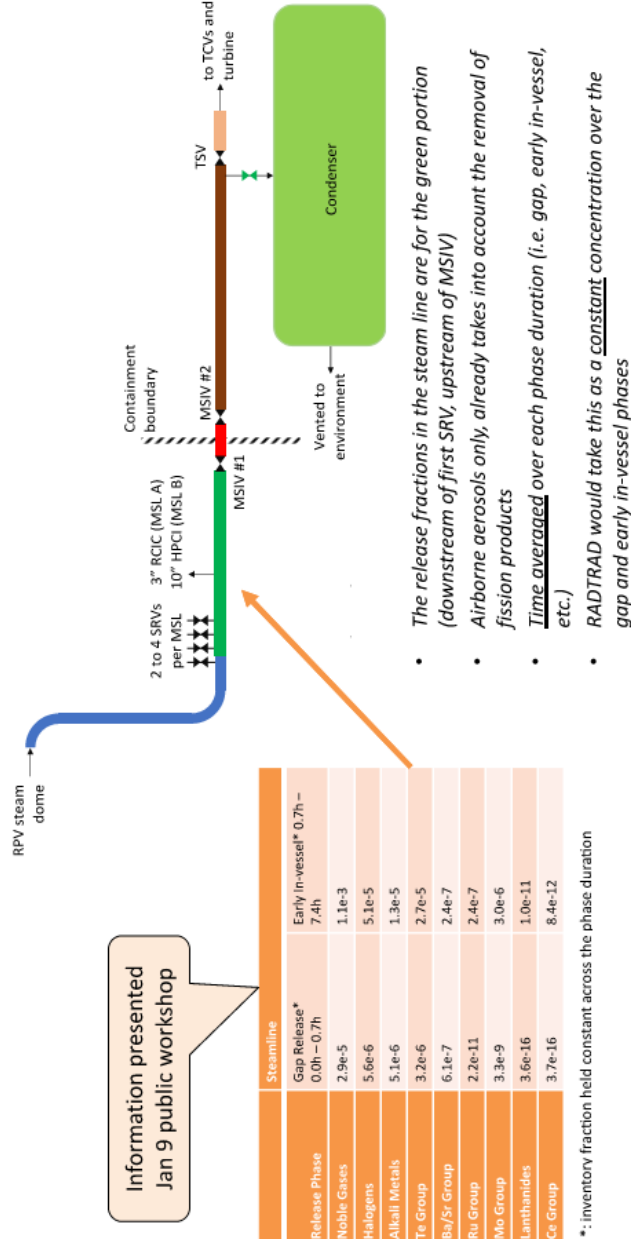 Information presented
Jan 9 public workshop
Steamline
Release Phase
Gap Release*
0.0h – 0.7h
Early In-vessel* 0.7h –
7.4h
Noble Gases 2.9e-5 1.1e-3
Halogens 5.6e-6 5.1e-5
Alkali Metals 5.1e-6 1.3e-5
Te Group 3.2e-6 2.7e-5
Ba/Sr Group 6.1e-7 2.4e-7
Ru Group 2.2e-11 2.4e-7
Mo Group 3.3e-9 3.0e-6
Lanthanides 3.6e-16 1.0e-11
Ce Group 3.7e-16 8.4e-12
*: inventory fraction held constant across the phase duration
RPV steam
dome
2 to 4 SRVs
per MSL
3" RCIC (MSL A)
10" HPCI (MSL B)
MSIV #1
Containment
boundary
MSIV #2
TSV
to TCVs and
turbine
Condenser
Vented to
environment
• The release fractions in the steam line are for the green portion
(downstream of first SRV, upstream of MSIV)
• Airborne aerosols only, already takes into account the removal of
fission products
• Time averaged over each phase duration (i.e. gap, early in-vessel,
etc.)
• RADTRAD would take this as a constant concentration over the
gap and early in-vessel phases